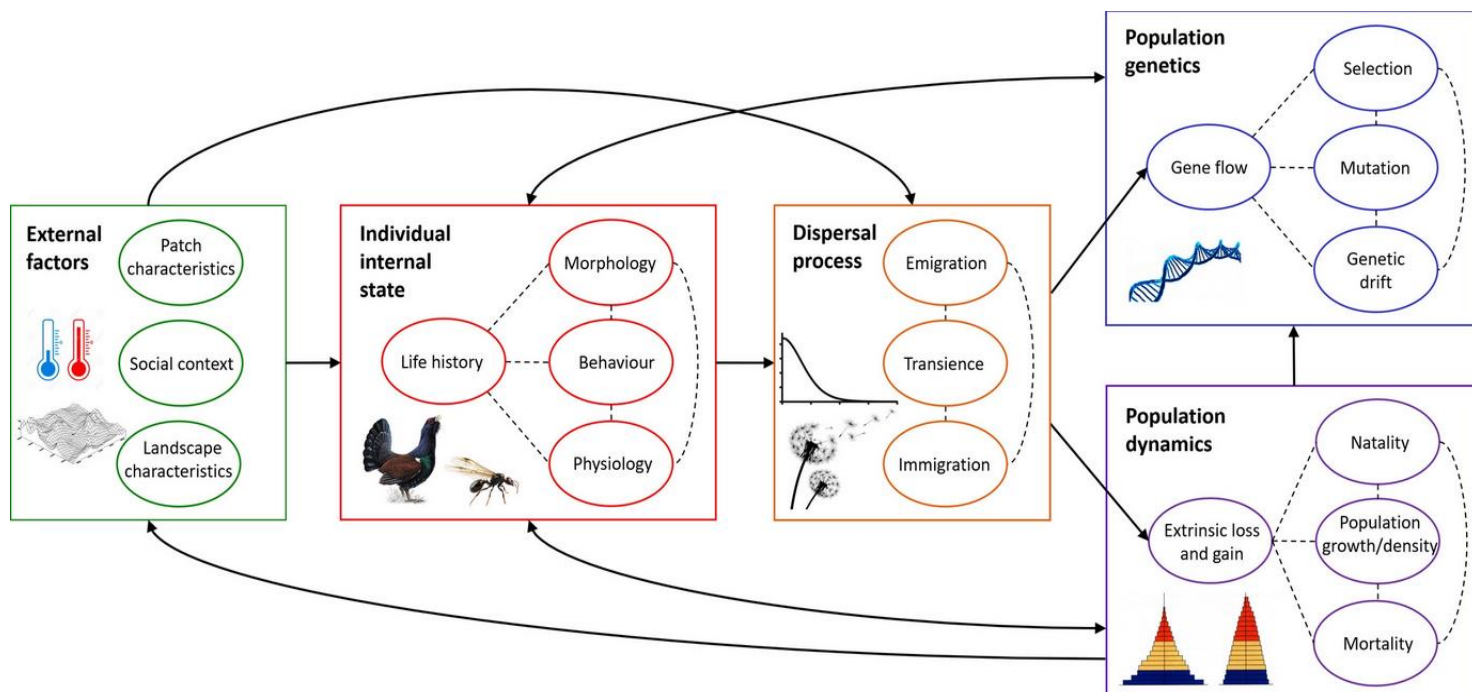 External
factors
Patch
characteristics
Social context
Landscape
characteristics
Individual
internal
state
Morphology
Life history
Behaviour
Physiology
Dispersal
process
Emigration
Transience
Immigration
Population
genetics
Selection
Gene flow
Mutation
Genetic
drift
Population
dynamics
Natality
Extrinsic loss
and gain
Population
growth/density
Mortality